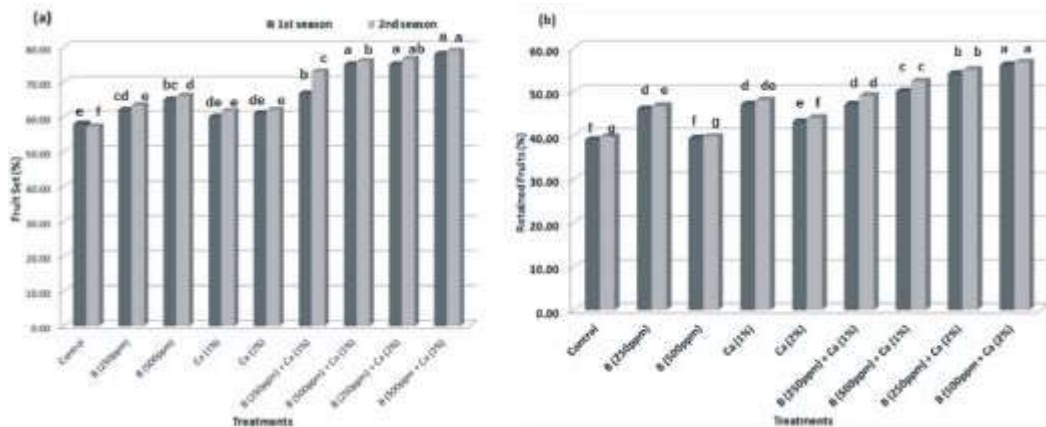 (a)
1st season 2nd season
Fruit Set (%)
80.00
70.00
60.00
50.00
40.00
30.00
20.00
10.00
0.00
e f cd e bc d de e de e b c a b a ab a a
Control
B (250ppm)
B (500ppm)
Ca (1%)
Ca (2%)
B (250ppm) + Ca (1%)
B (500ppm) + Ca (1%)
B (250ppm) + Ca (2%)
B (500ppm + Ca (2%)
Treatments
(b)
Retained Fruits (%)
60.00
50.00
40.00
30.00
20.00
10.00
0.00
f g d e f g d de e f d d c c b b a a
Control
B (250ppm)
B (500ppm)
Ca (1%)
Ca (2%)
B (250ppm) + Ca (1%)
B (500ppm) + Ca (1%)
B (250ppm) + Ca (2%)
B (500ppm + Ca (2%)
Treatments